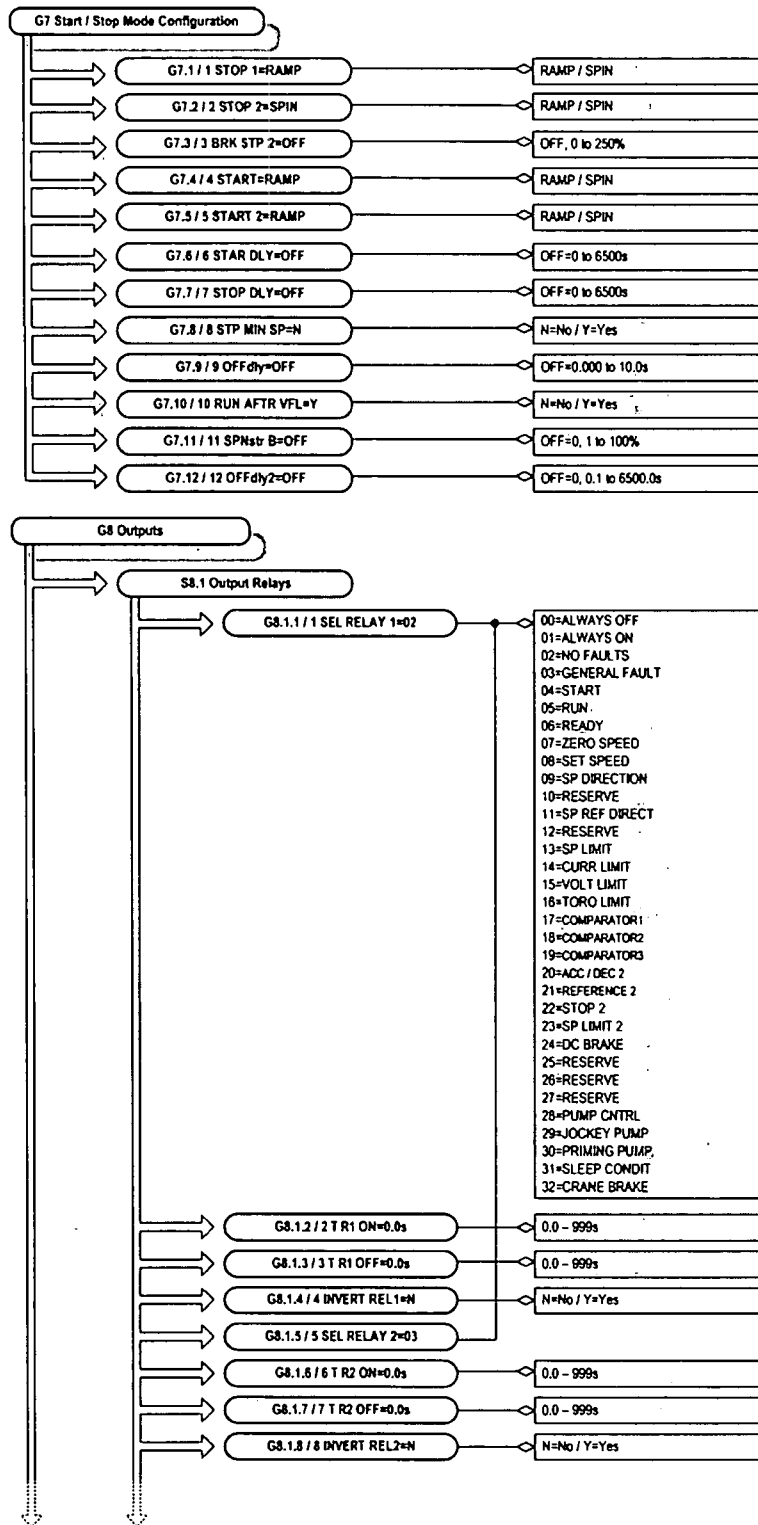 G7 Start / Stop Mode Configuration
G7.1 / 1 STOP 1=RAMP
RAMP / SPIN
G7.2 / 2 STOP 2=SPIN
RAMP / SPIN
G7.3 / 3 BRK STP 2=OFF
OFF, 0 to 250%
G7.4 / 4 START=RAMP
RAMP / SPIN
G7.5 / 5 START 2=RAMP
RAMP / SPIN
G7.6 / 6 STAR DLY=OFF
OFF=0 to 6500s
G7.7 / 7 STOP DLY=OFF
OFF=0 to 6500s
G7.8 / 8 STP MIN SP=N
N=No / Y=Yes
G7.9 / 9 OFFdly=OFF
OFF=0.000 to 10.0s
G7.10 / 10 RUN AFTR VFL=Y
N=No / Y=Yes
G7.11 / 11 SPNstr B=OFF
OFF=0, 1 to 100%
G7.12 / 12 OFFdly2=OFF
OFF=0, 0.1 to 6500.0s
G8 Outputs
S8.1 Output Relays
G8.1.1 / 1 SEL RELAY 1=02
00=ALWAYS OFF
01=ALWAYS ON
02=NO FAULTS
03=GENERAL FAULT
04=START
05=RUN
06=READY
07=ZERO SPEED
08=SET SPEED
09=SP DIRECTION
10=RESERVE
11=SP REF DIRECT
12=RESERVE
13=SP LIMIT
14=CURR LIMIT
15=VOLT LIMIT
16=TORO LIMIT
17=COMPARATOR1
18=COMPARATOR2
19=COMPARATOR3
20=ACC / DEC 2
21=REFERENCE 2
22=STOP 2
23=SP LIMIT 2
24=DC BRAKE
25=RESERVE
26=RESERVE
27=RESERVE
28=PUMP CNTRL
29=JOCKEY PUMP
30=PRIMING PUMP
31=SLEEP CONDIT
32=CRANE BRAKE
G8.1.2 / 2 T R1 ON=0.0s
0.0 – 999s
G8.1.3 / 3 T R1 OFF=0.0s
0.0 – 999s
G8.1.4 / 4 INVERT REL1=N
N=No / Y=Yes
G8.1.5 / 5 SEL RELAY 2=03
G8.1.6 / 6 T R2 ON=0.0s
0.0 – 999s
G8.1.7 / 7 T R2 OFF=0.0s
0.0 – 999s
G8.1.8 / 8 INVERT REL2=N
N=No / Y=Yes